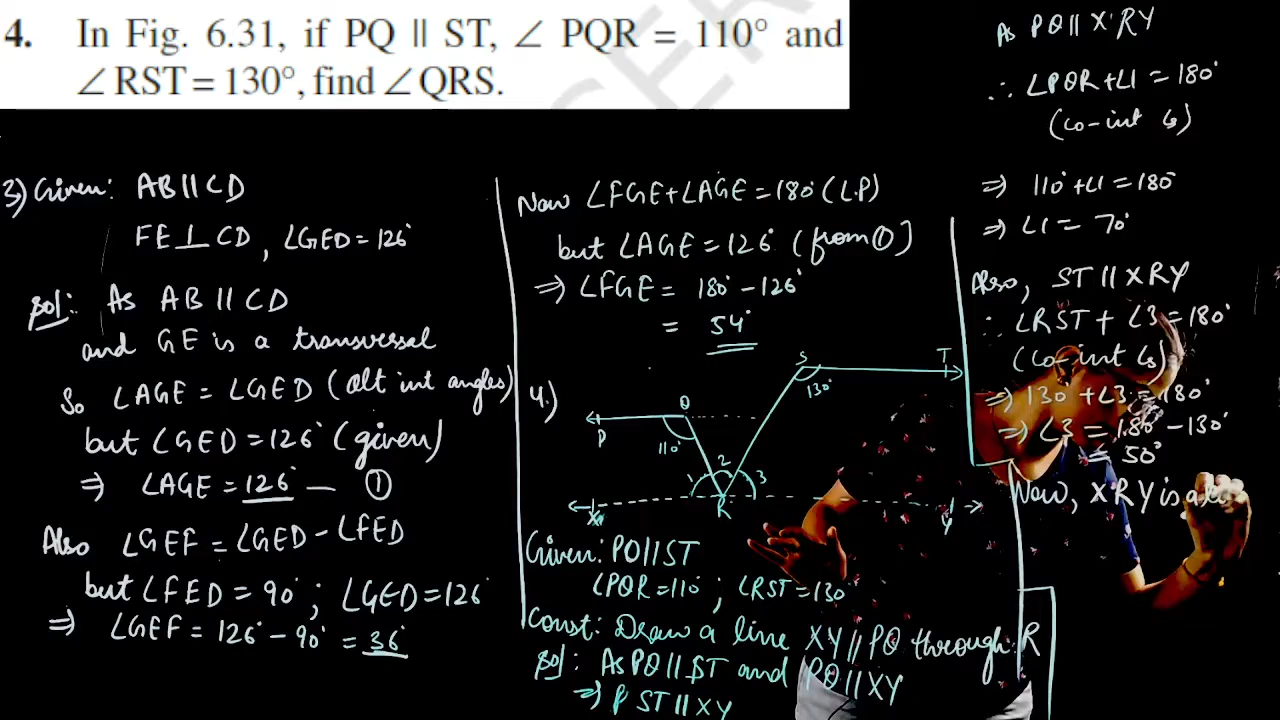 4. In Fig. 6.31, if PQ || ST, ∠ PQR = 110° and
∠ RST = 130°, find ∠ QRS.
3) Given: AB || CD
FE ⊥ CD, ∠GED = 126°
Sol: As AB || CD
and GE is a transversal
So ∠AGE = ∠GED (alt int angles)
but ∠GED = 126° (given)
⇒ ∠AGE = 126° — ①
Also ∠GEF = ∠GED - ∠FED
but ∠FED = 90° ; ∠GED = 126°
⇒ ∠GEF = 126° - 90° = 36°
Now ∠FGE + ∠AGE = 180° (L.P)
but ∠AGE = 126° (from ①)
⇒ ∠FGE = 180° - 126°
= 54°
4.)
S T
130°
P Q
110°
1 2 3
X R Y
Given: PQ || ST
∠PQR = 110° ; ∠RST = 130°
Const: Draw a line XY || PQ through R
Sol: As PQ || ST and PQ || XY
⇒ P ST || XY
As PQ || XRY
∴ ∠PQR + ∠1 = 180°
(co-int ∠s)
⇒ 110° + ∠1 = 180°
⇒ ∠1 = 70°
Also, ST || XRY
∴ ∠RST + ∠3 = 180°
(co-int ∠s)
⇒ 130° + ∠3 = 180°
⇒ ∠3 = 180° - 130°
= 50°
Now, XRY is a